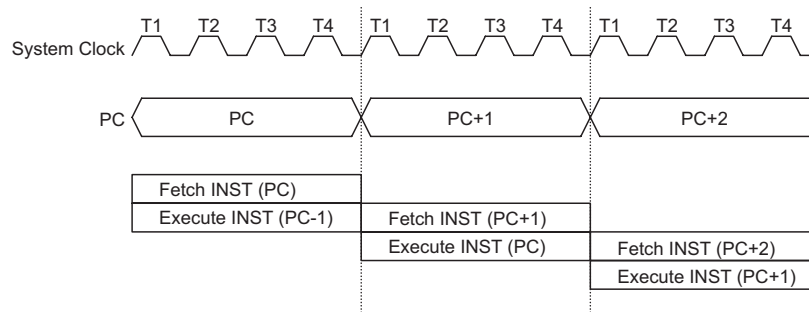 T1 T2 T3 T4 T1 T2 T3 T4 T1 T2 T3 T4
System Clock
PC PC PC+1 PC+2
Fetch INST (PC)
Execute INST (PC-1) Fetch INST (PC+1)
Execute INST (PC) Fetch INST (PC+2)
Execute INST (PC+1)